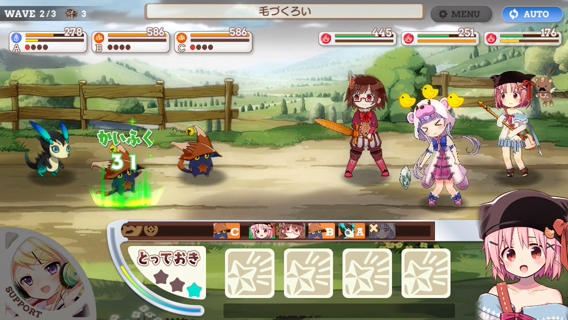 WAVE 2/3 3
毛づくろい
MENU
AUTO
278
586
586
445
251
176
A
B
C
かいふく
31
C
B
A
とっておき
SUPPORT